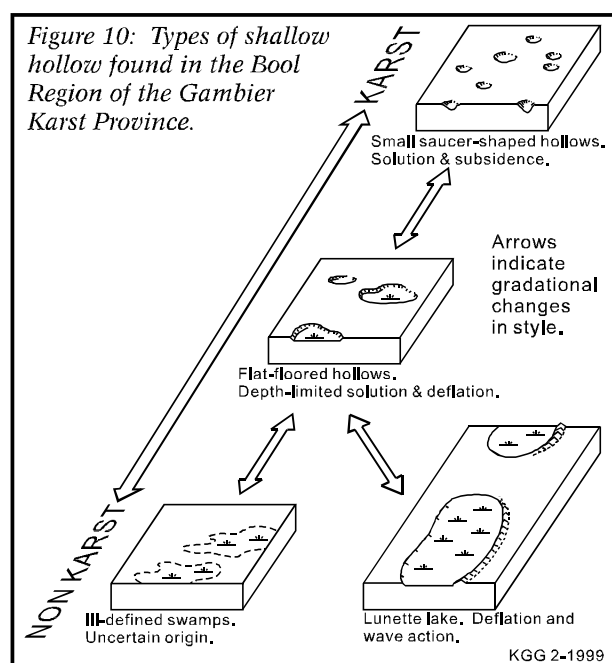 Figure 10: Types of shallow
hollow found in the Bool
Region of the Gambier
Karst Province.
KARST
Small saucer-shaped hollows.
Solution & subsidence.
Arrows
indicate
gradational
changes
in style.
Flat-floored hollows.
Depth-limited solution & deflation.
NON KARST
Ill-defined swamps.
Uncertain origin.
Lunette lake. Deflation and
wave action.
KGG 2-1999